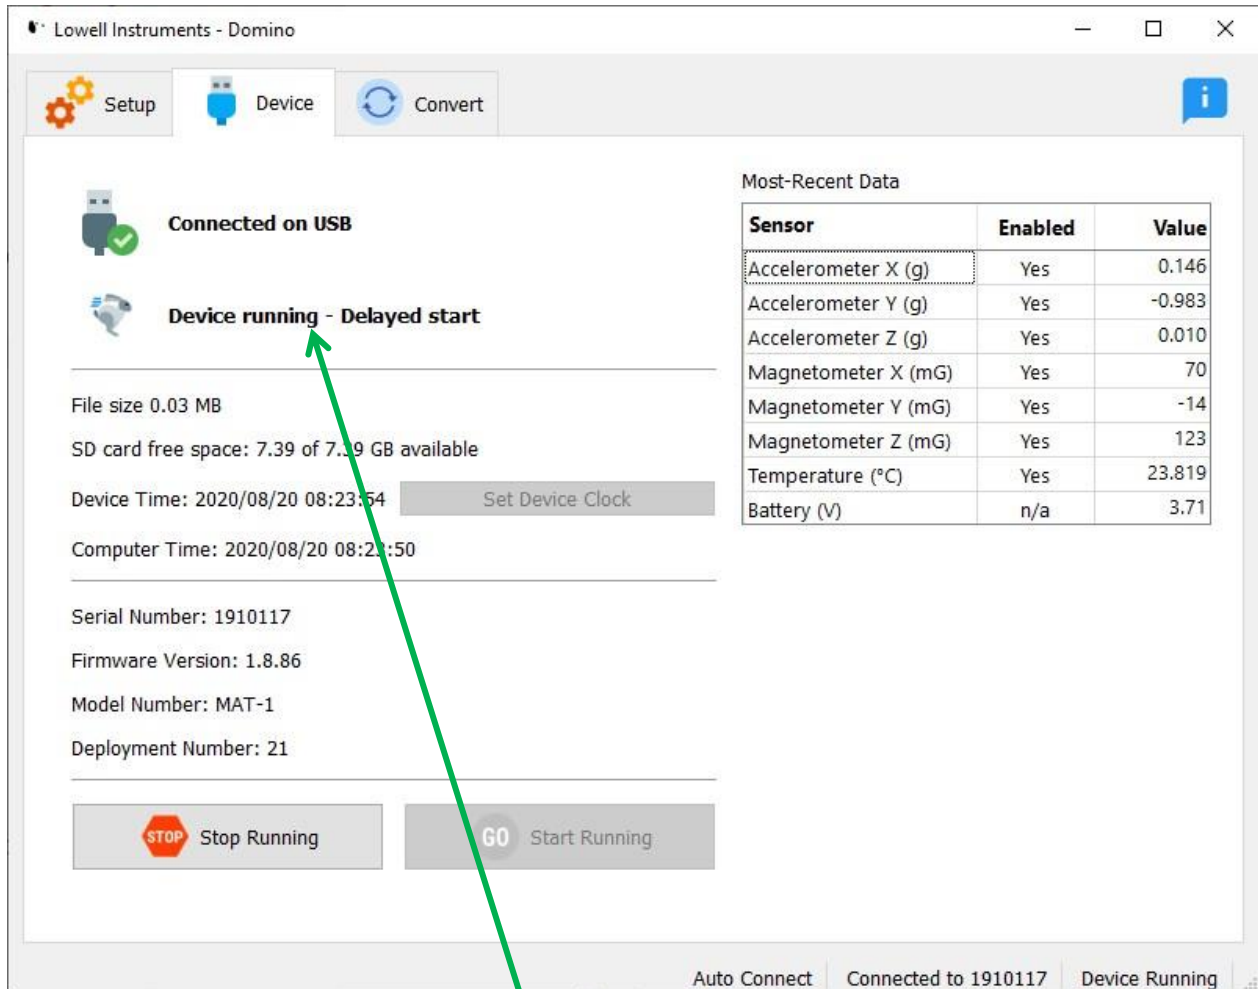 Lowell Instruments - Domino
Setup
Device
Convert
i
Connected on USB
Device running - Delayed start
File size 0.03 MB
SD card free space: 7.39 of 7.39 GB available
Device Time: 2020/08/20 08:23:54
Set Device Clock
Computer Time: 2020/08/20 08:23:50
Serial Number: 1910117
Firmware Version: 1.8.86
Model Number: MAT-1
Deployment Number: 21
STOP Stop Running
GO Start Running
Most-Recent Data
Sensor Enabled Value
Accelerometer X (g) Yes 0.146
Accelerometer Y (g) Yes -0.983
Accelerometer Z (g) Yes 0.010
Magnetometer X (mG) Yes 70
Magnetometer Y (mG) Yes -14
Magnetometer Z (mG) Yes 123
Temperature (°C) Yes 23.819
Battery (V) n/a 3.71
Auto Connect Connected to 1910117 Device Running